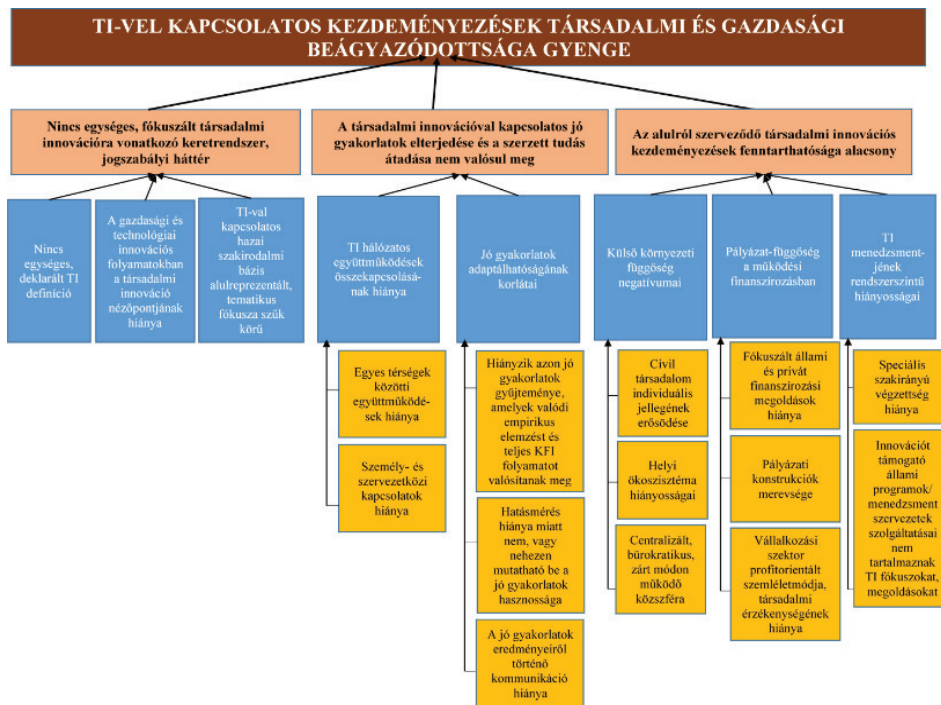 TI-VEL KAPCSOLATOS KEZDEMÉNYEZÉSEK TÁRSADALMI ÉS GAZDASÁGI
BEÁGYAZÓDOTTSÁGA GYENGE
Nincs egységes, fókuszált társadalmi
innovációra vonatkozó keretrendszer,
jogszabályi háttér
A társadalmi innovációval kapcsolatos jó
gyakorlatok elterjedése és a szerzett tudás
átadása nem valósul meg
Az alulról szerveződő társadalmi innovációs
kezdeményezések fenntarthatósága alacsony
Nincs
egységes,
deklarált TI
definíció
A gazdasági és
technológiai
innovációs
folyamatokban
a társadalmi
innováció
nézőpontjának
hiánya
TI-val
kapcsolatos
hazai
szakirodalmi
bázis
alulreprezentált,
tematikus
fókusza szűk
körű
TI hálózatos
együttműködések
összekapcsolásá-
nak hiánya
Jó gyakorlatok
adaptálhatóságának
korlátai
Külső környezeti
függőség
negatívumai
Pályázat-függőség
a működési
finanszírozásban
TI
menedzsment-
jének
rendszerszintű
hiányosságai
Egyes térségek
közötti
együttműködé-
sek hiánya
Személy- és
szervezetközi
kapcsolatok
hiánya
Hiányzik azon jó
gyakorlatok
gyűjteménye,
amelyek valódi
empirikus
elemzést és
teljes KFI
folyamatot
valósítanak meg
Hatásmérés
hiánya miatt
nem, vagy
nehezen
mutatható be a
jó gyakorlatok
hasznossága
A jó gyakorlatok
eredményeiről
történő
kommunikáció
hiánya
Civil
társadalom
individuális
jellegének
erősödése
Helyi
ökoszisztéma
hiányosságai
Centralizált,
bürokratikus,
zárt módon
működő
közszféra
Fókuszált állami
és privát
finanszírozási
megoldások
hiánya
Pályázati
konstrukciók
merevsége
Vállalkozási
szektor
profitorientált
szemléletmódja,
társadalmi
érzékenységének
hiánya
Speciális
szakirányú
végzettség
hiánya
Innovációt
támogató
állami
programok/
menedzsment
szervezetek
szolgáltatásai
nem
tartalmaznak
TI fókuszokat,
megoldásokat